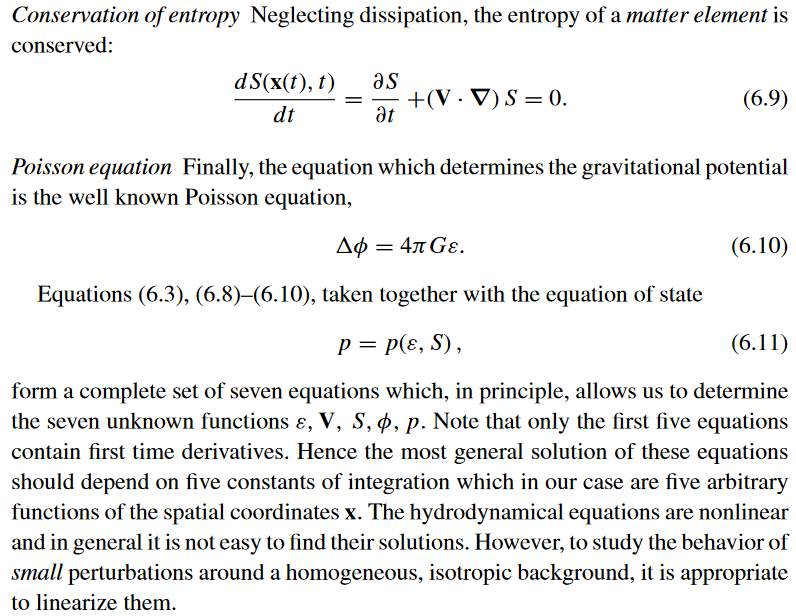 Conservation of entropy Neglecting dissipation, the entropy of a matter element is
conserved:
dS(x(t), t)/dt = ∂S/∂t +(V · ∇) S = 0. (6.9)
Poisson equation Finally, the equation which determines the gravitational potential
is the well known Poisson equation,
Δϕ = 4πGε. (6.10)
Equations (6.3), (6.8)–(6.10), taken together with the equation of state
p = p(ε, S) , (6.11)
form a complete set of seven equations which, in principle, allows us to determine
the seven unknown functions ε, V, S, ϕ, p. Note that only the first five equations
contain first time derivatives. Hence the most general solution of these equations
should depend on five constants of integration which in our case are five arbitrary
functions of the spatial coordinates x. The hydrodynamical equations are nonlinear
and in general it is not easy to find their solutions. However, to study the behavior of
small perturbations around a homogeneous, isotropic background, it is appropriate
to linearize them.